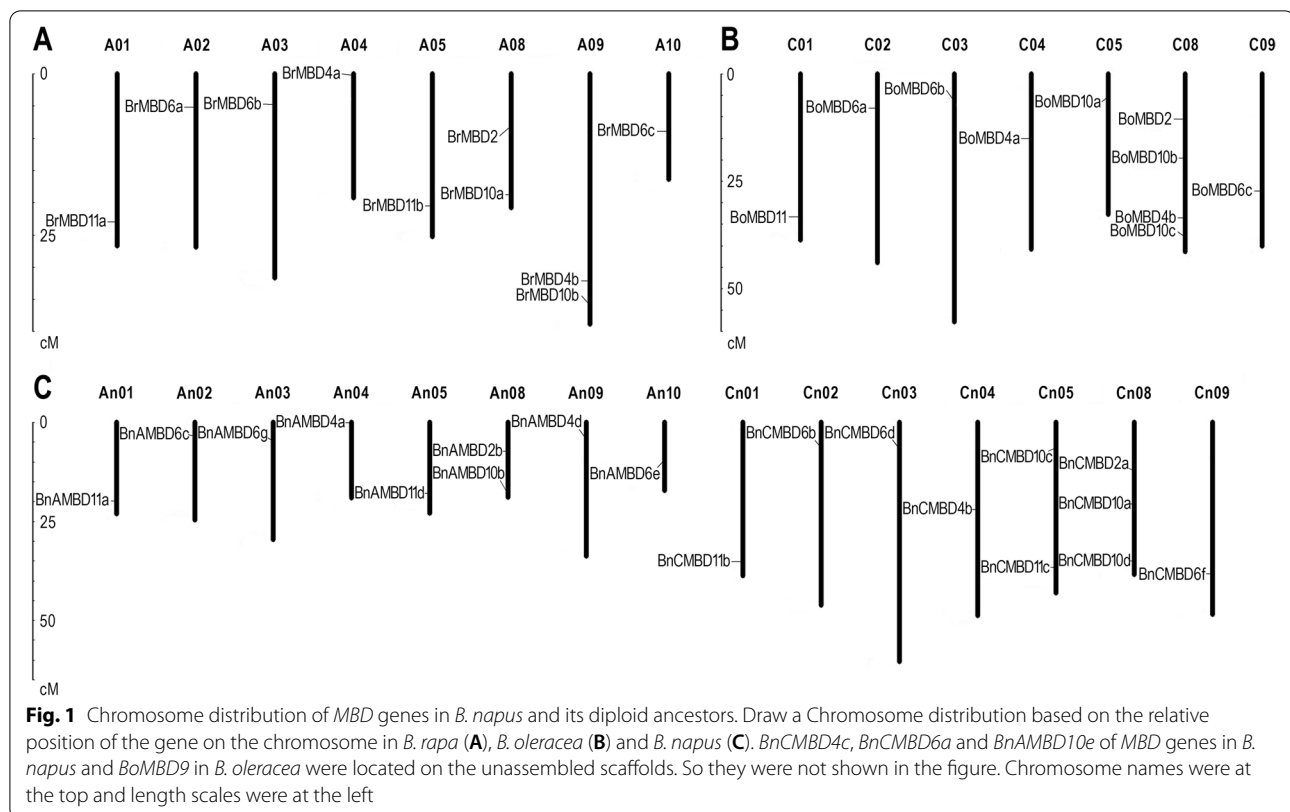 A
A01 A02 A03 A04 A05 A08 A09 A10
0
25
cM
BrMBD11a
BrMBD6a
BrMBD6b
BrMBD4a
BrMBD11b
BrMBD2
BrMBD10a
BrMBD4b
BrMBD10b
BrMBD6c
B
C01 C02 C03 C04 C05 C08 C09
0
25
50
cM
BoMBD11
BoMBD6a
BoMBD6b
BoMBD4a
BoMBD10a
BoMBD2
BoMBD10b
BoMBD4b
BoMBD10c
BoMBD6c
C
An01 An02 An03 An04 An05 An08 An09 An10 Cn01 Cn02 Cn03 Cn04 Cn05 Cn08 Cn09
0
25
50
cM
BnAMBD11a
BnAMBD6c
BnAMBD6g
BnAMBD4a
BnAMBD11d
BnAMBD2b
BnAMBD10b
BnAMBD4d
BnAMBD6e
BnCMBD11b
BnCMBD6b
BnCMBD6d
BnCMBD4b
BnCMBD10c
BnCMBD11c
BnCMBD2a
BnCMBD10a
BnCMBD10d
BnCMBD6f
Fig. 1 Chromosome distribution of MBD genes in B. napus and its diploid ancestors. Draw a Chromosome distribution based on the relative
position of the gene on the chromosome in B. rapa (A), B. oleracea (B) and B. napus (C). BnCMBD4c, BnCMBD6a and BnAMBD10e of MBD genes in B.
napus and BoMBD9 in B. oleracea were located on the unassembled scaffolds. So they were not shown in the figure. Chromosome names were at
the top and length scales were at the left